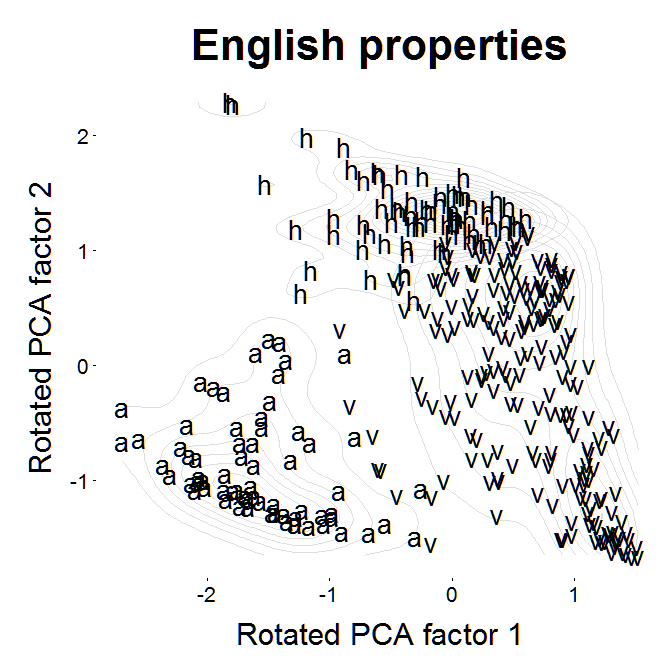 English properties
Rotated PCA factor 2
2
1
0
-1
-2
-1
0
1
Rotated PCA factor 1